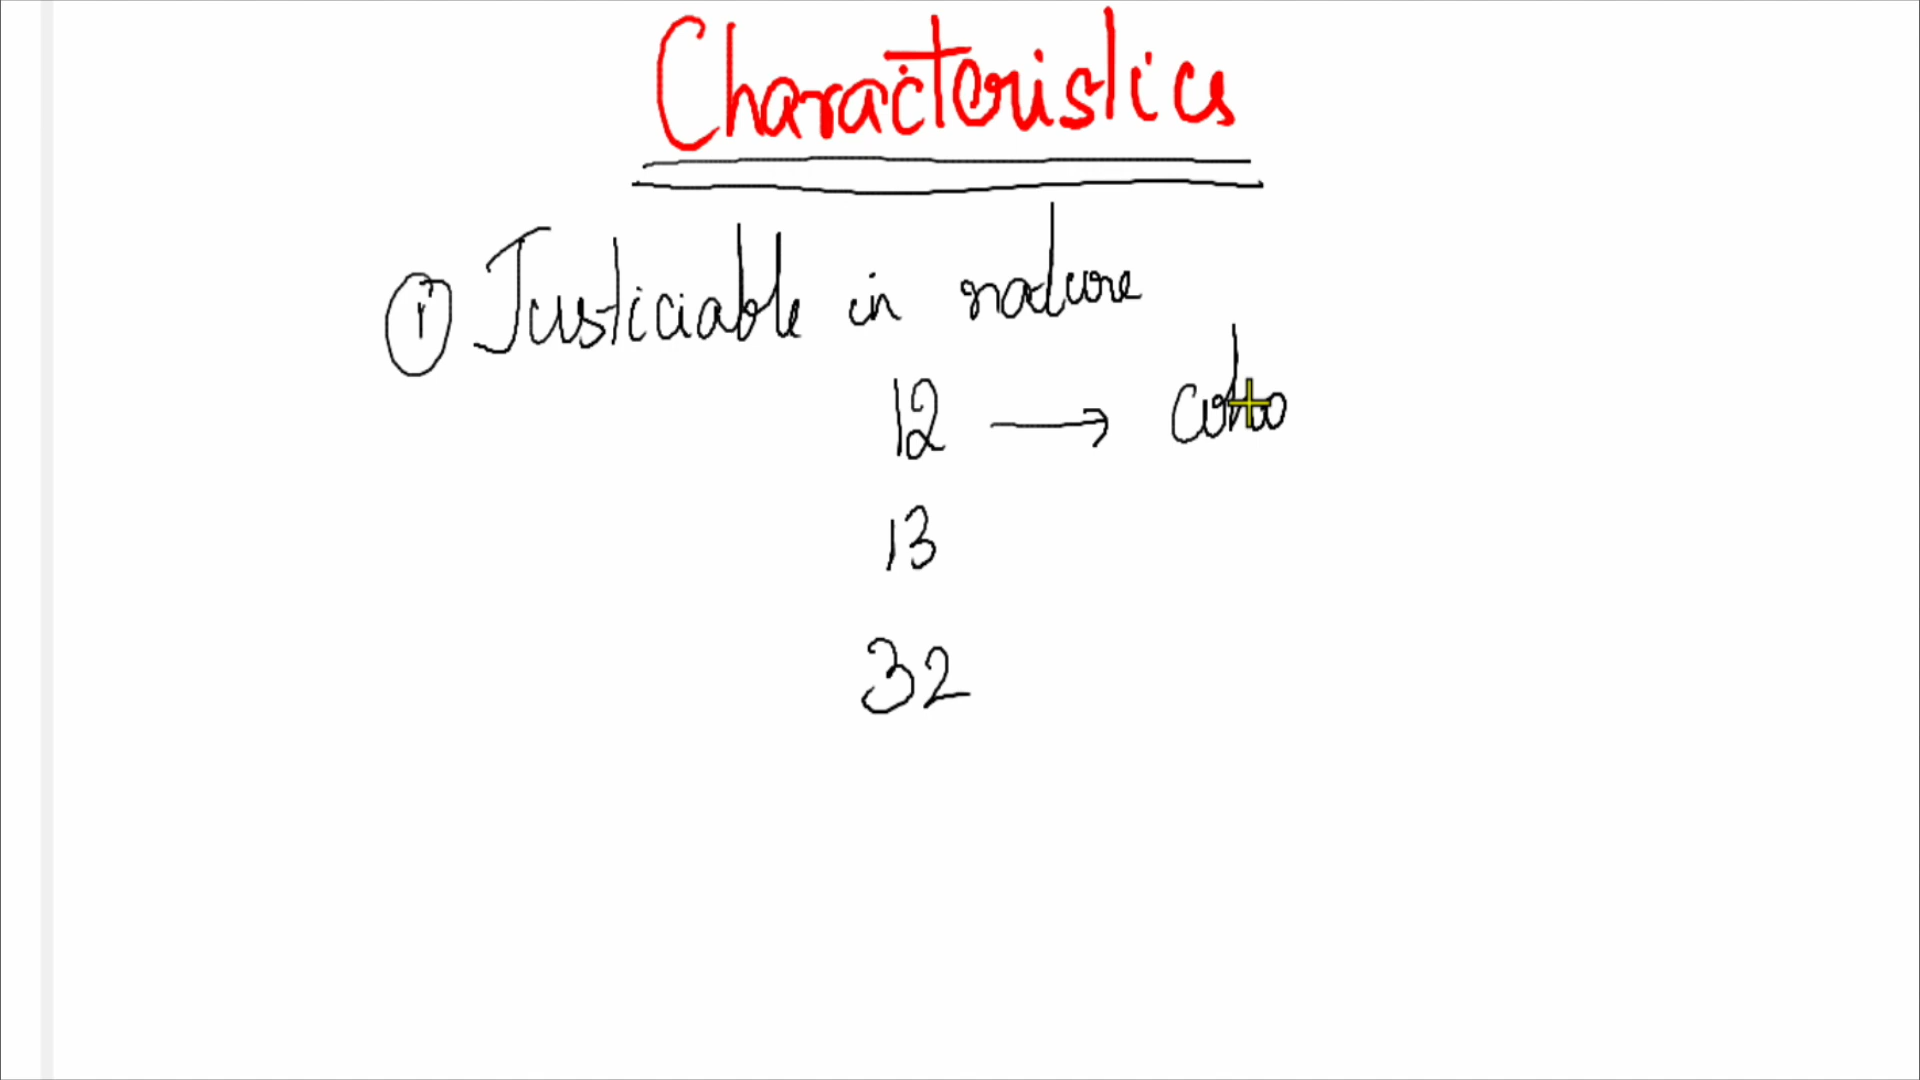 Characteristics
① Justiciable in nature
12 →
13
32